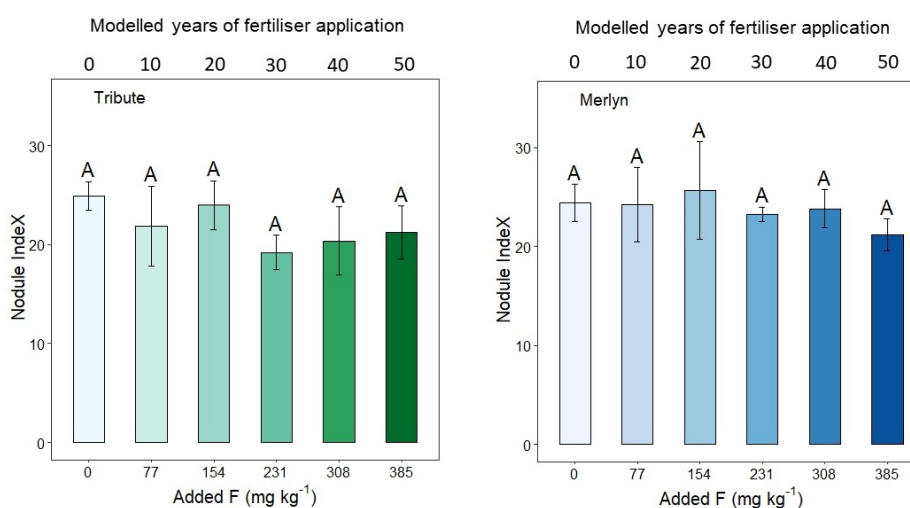 Modelled years of fertiliser application
0 10 20 30 40 50
Tribute
30
20
10
0
Nodule IndeX
A A A A A A
0 77 154 231 308 385
Added F (mg kg⁻¹)
Modelled years of fertiliser application
0 10 20 30 40 50
Merlyn
30
20
10
0
Nodule IndeX
A A A A A A
0 77 154 231 308 385
Added F (mg kg⁻¹)